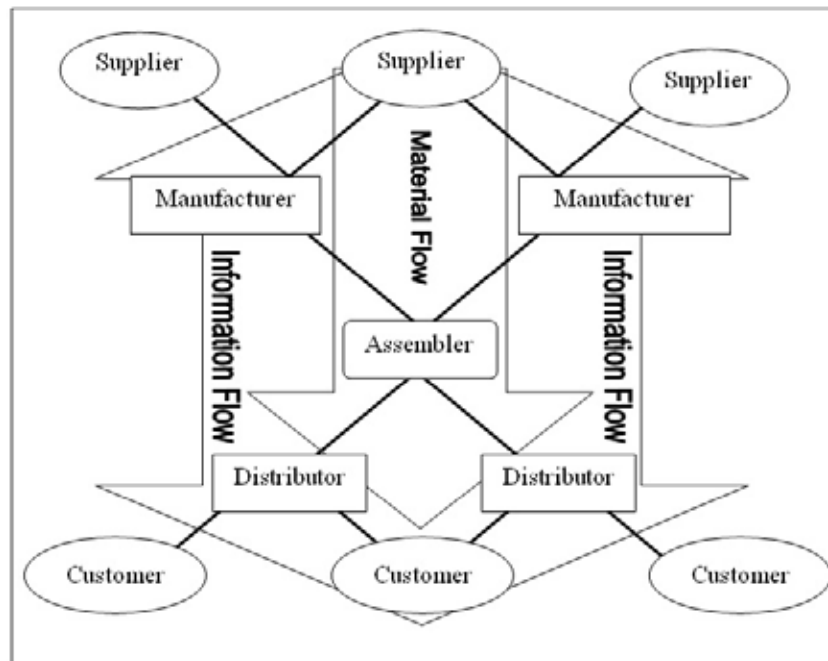 Supplier
Supplier
Supplier
Material Flow
Manufacturer
Manufacturer
Information Flow
Information Flow
Assembler
Distributor
Distributor
Customer
Customer
Customer